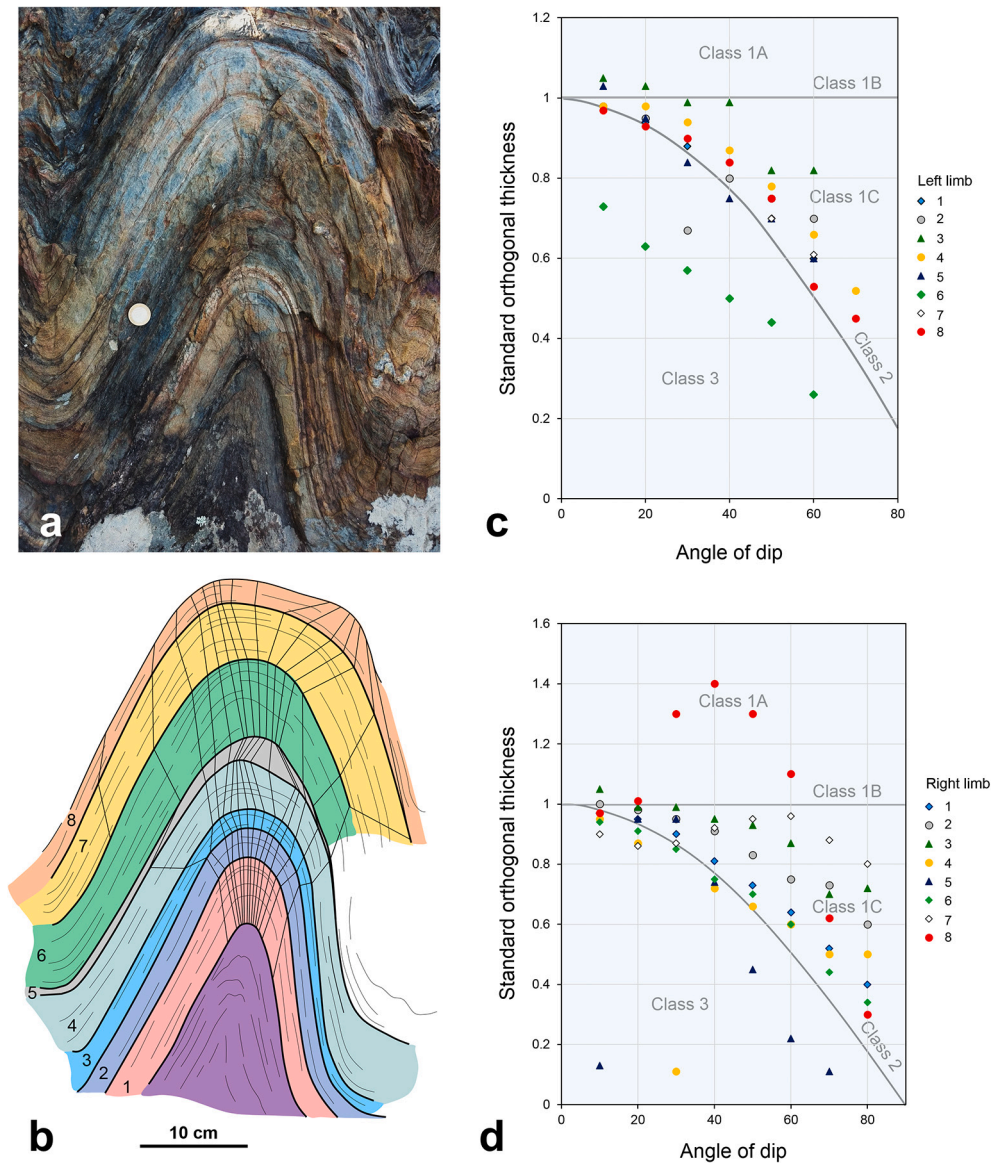 a
1.2
1
0.8
0.6
0.4
0.2
0
0 20 40 60 80
Standard orthogonal thickness
Angle of dip
Class 1A
Class 1B
Class 1C
Class 2
Class 3
Left limb
1
2
3
4
5
6
7
8
c
8
7
6
5
4
3
2
1
b
10 cm
1.6
1.4
1.2
1
0.8
0.6
0.4
0.2
0
0 20 40 60 80
Standard orthogonal thickness
Angle of dip
Class 1A
Class 1B
Class 1C
Class 2
Class 3
Right limb
1
2
3
4
5
6
7
8
d